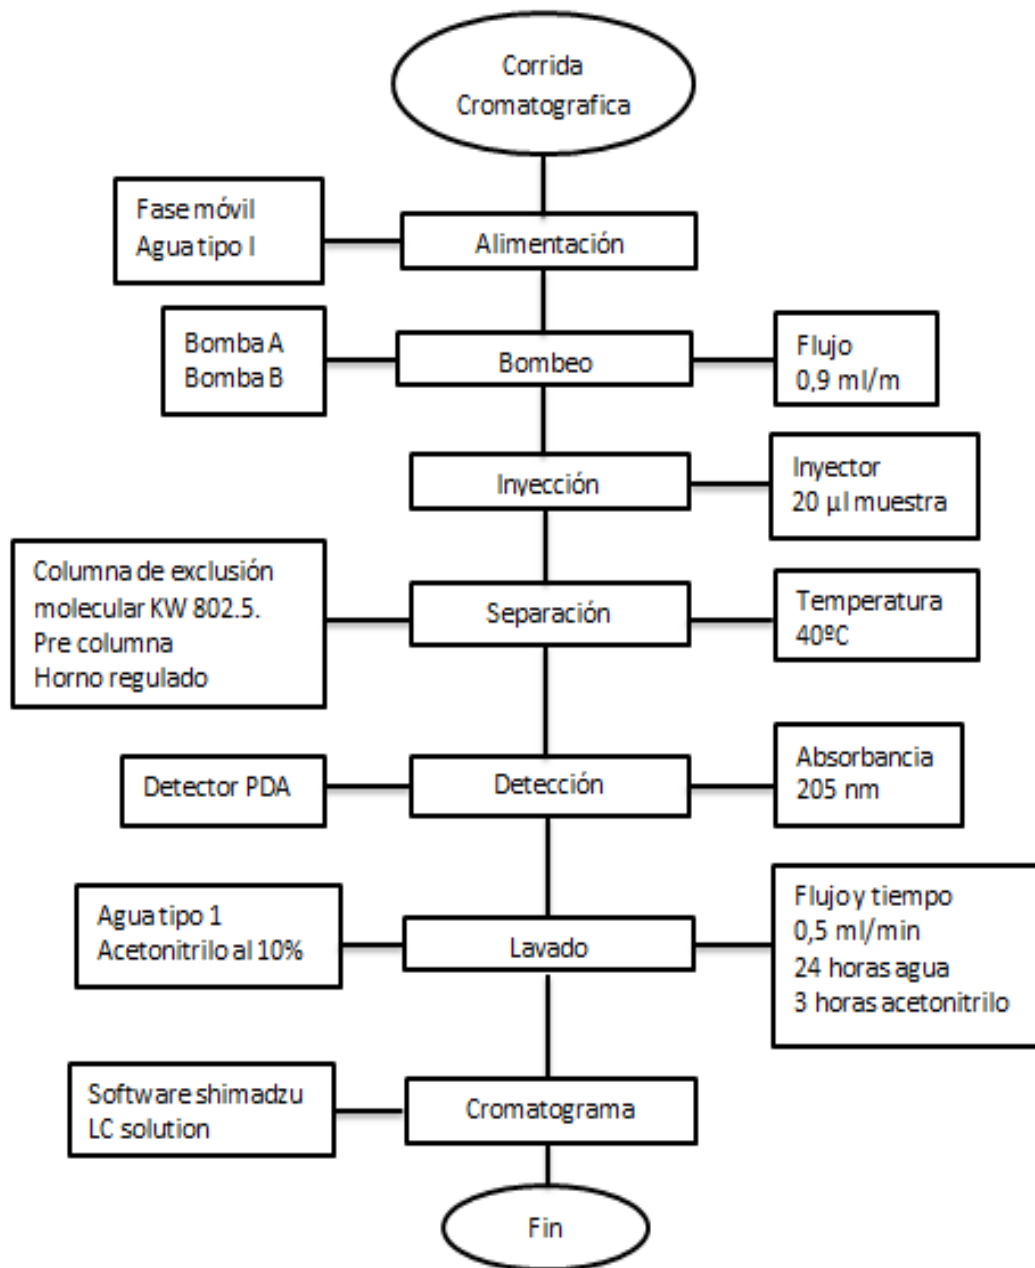 Corrida
Cromatografica
Fase móvil
Agua tipo I
Alimentación
Bomba A
Bomba B
Bombeo
Flujo
0,9 ml/m
Inyección
Inyector
20 µl muestra
Columna de exclusión
molecular KW 802.5.
Pre columna
Horno regulado
Separación
Temperatura
40ºC
Detector PDA
Detección
Absorbancia
205 nm
Agua tipo 1
Acetonitrilo al 10%
Lavado
Flujo y tiempo
0,5 ml/min
24 horas agua
3 horas acetonitrilo
Software shimadzu
LC solution
Cromatograma
Fin